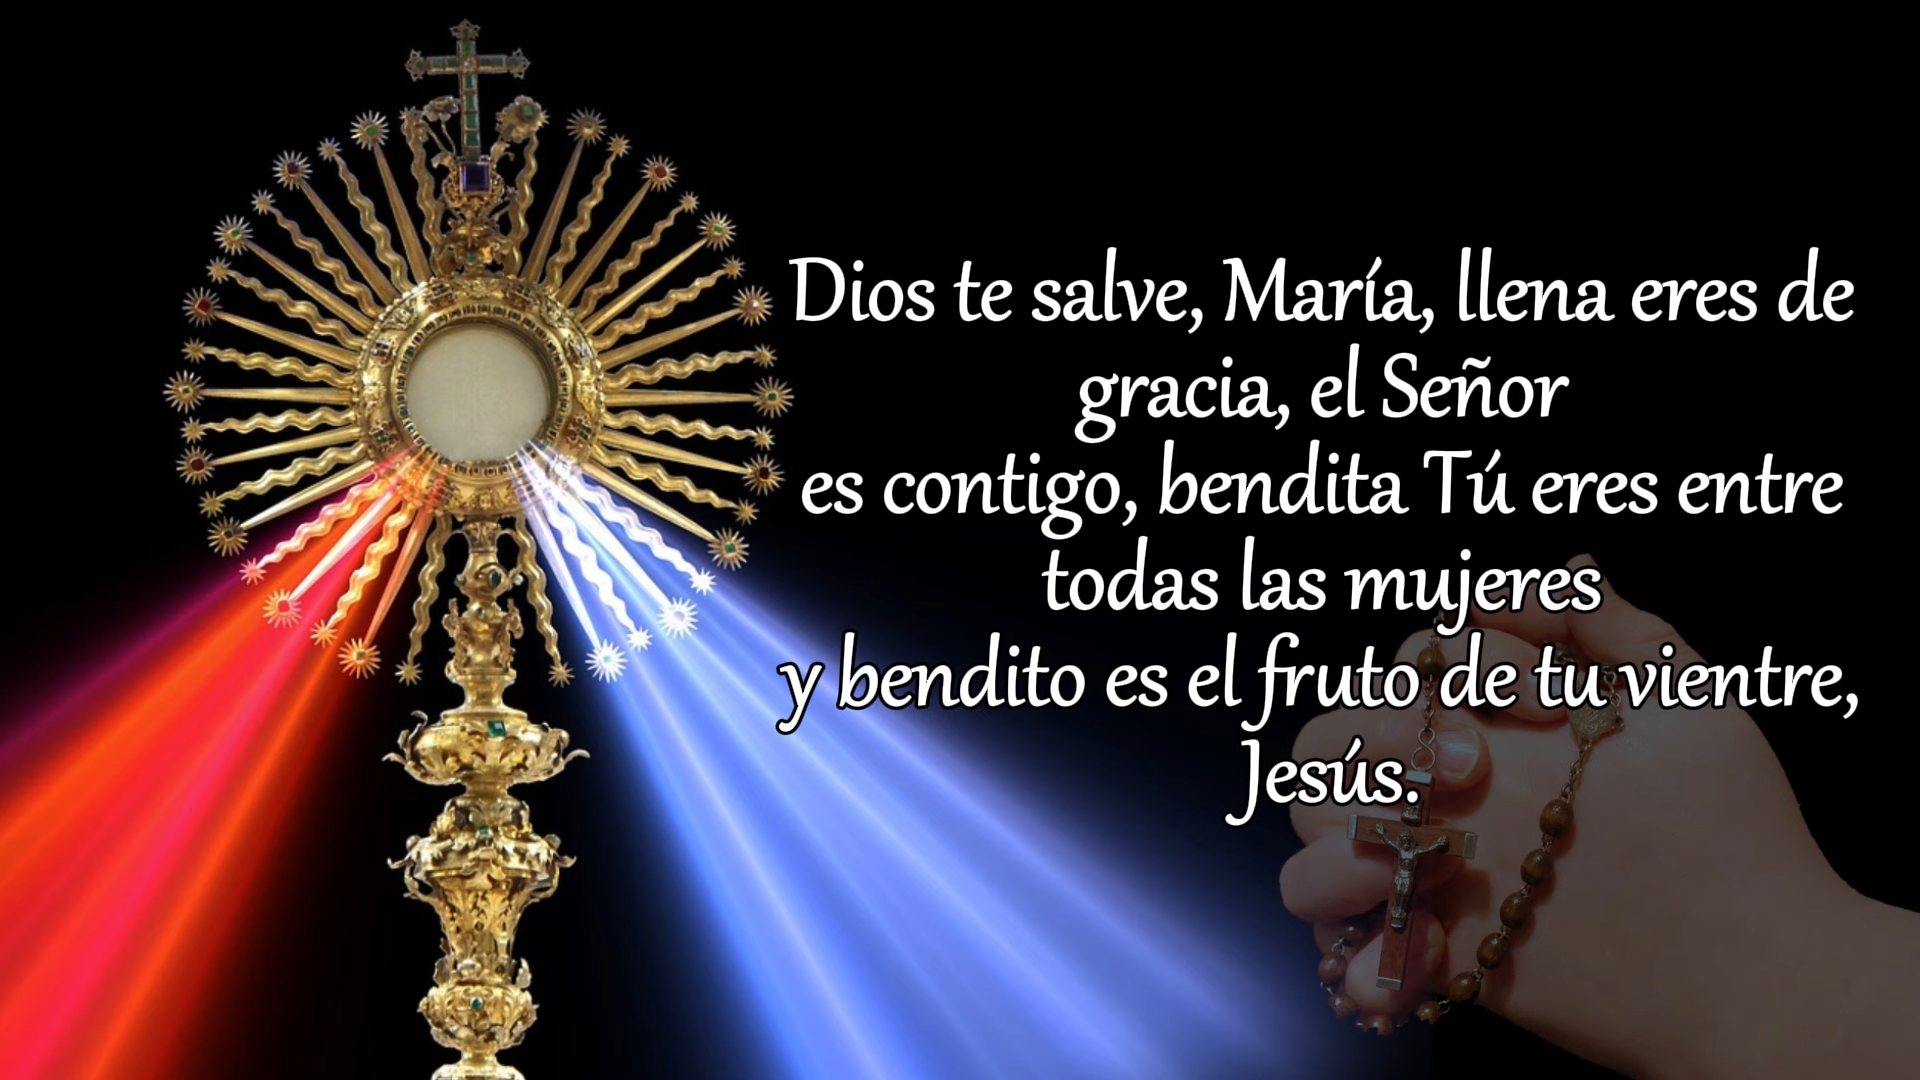 Dios te salve, María, llena eres de
gracia, el Señor
es contigo, bendita Tú eres entre
todas las mujeres
y bendito es el fruto de tu vientre,
Jesús.